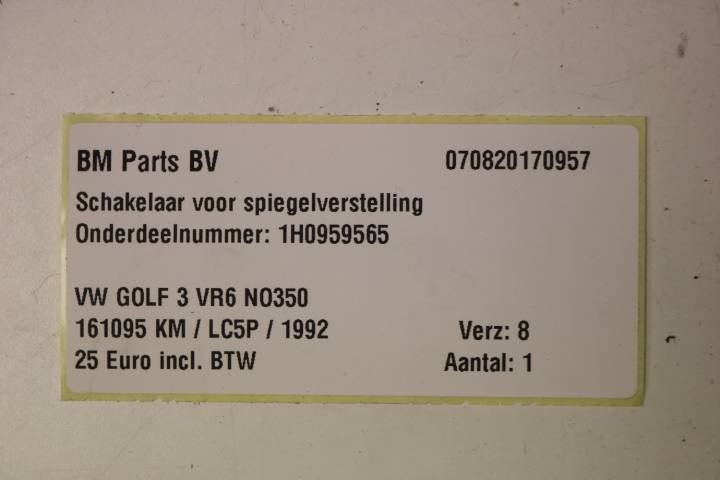 BM Parts BV 070820170957
Schakelaar voor spiegelverstelling
Onderdeelnummer: 1H0959565
VW GOLF 3 VR6 NO350
161095 KM / LC5P / 1992 Verz: 8
25 Euro incl. BTW Aantal: 1